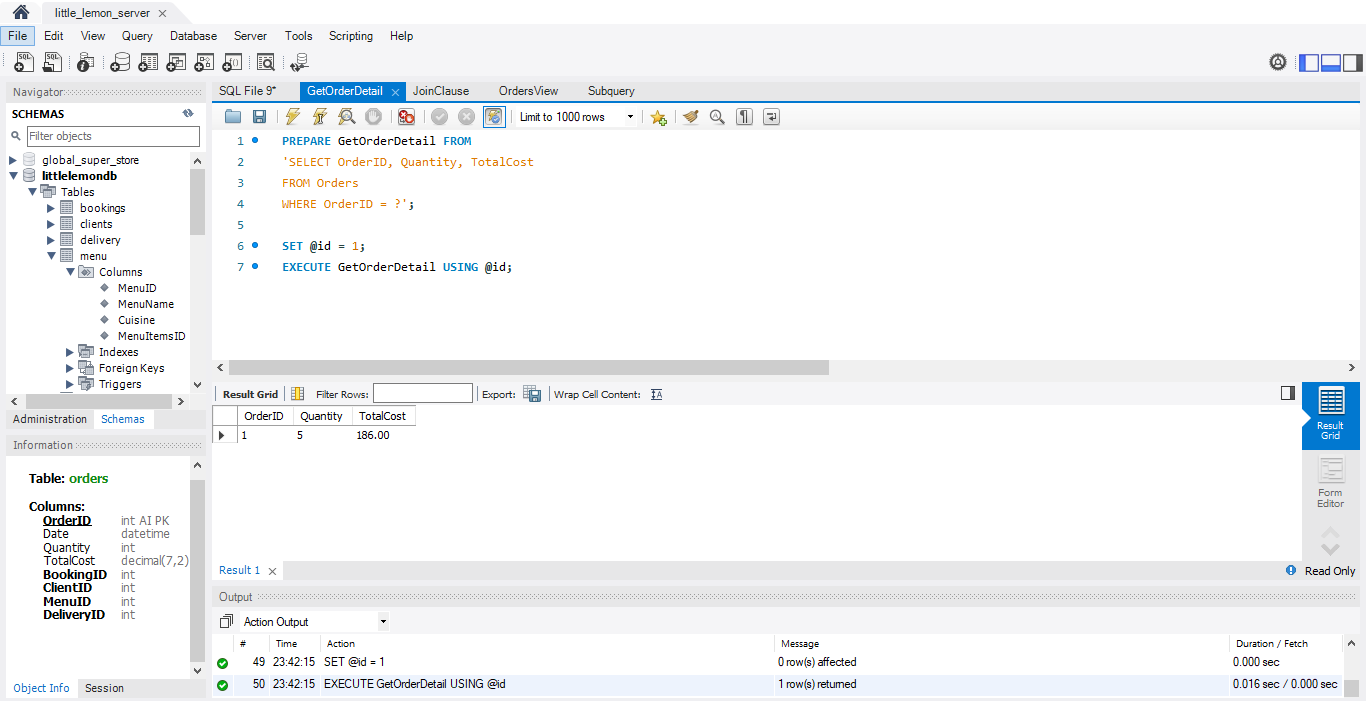 little_lemon_server
File Edit View Query Database Server Tools Scripting Help
Navigator
SCHEMAS
Filter objects
global_super_store
littlelemondb
Tables
bookings
clients
delivery
menu
Columns
MenuID
MenuName
Cuisine
MenuItemsID
Indexes
Foreign Keys
Triggers
Administration Schemas
Information
Table: orders
Columns:
OrderID int AI PK
Date datetime
Quantity int
TotalCost decimal(7,2)
BookingID int
ClientID int
MenuID int
DeliveryID int
Object Info Session
SQL File 9* GetOrderDetail JoinClause OrdersView Subquery
Limit to 1000 rows
1 PREPARE GetOrderDetail FROM
2 'SELECT OrderID, Quantity, TotalCost
3 FROM Orders
4 WHERE OrderID = ?';
5
6 SET @id = 1;
7 EXECUTE GetOrderDetail USING @id;
Result Grid Filter Rows: Export: Wrap Cell Content:
OrderID Quantity TotalCost
1 5 186.00
Result Grid
Form Editor
Result 1
Read Only
Output
Action Output
# Time Action Message Duration / Fetch
49 23:42:15 SET @id = 1 0 row(s) affected 0.000 sec
50 23:42:15 EXECUTE GetOrderDetail USING @id 1 row(s) returned 0.016 sec / 0.000 sec